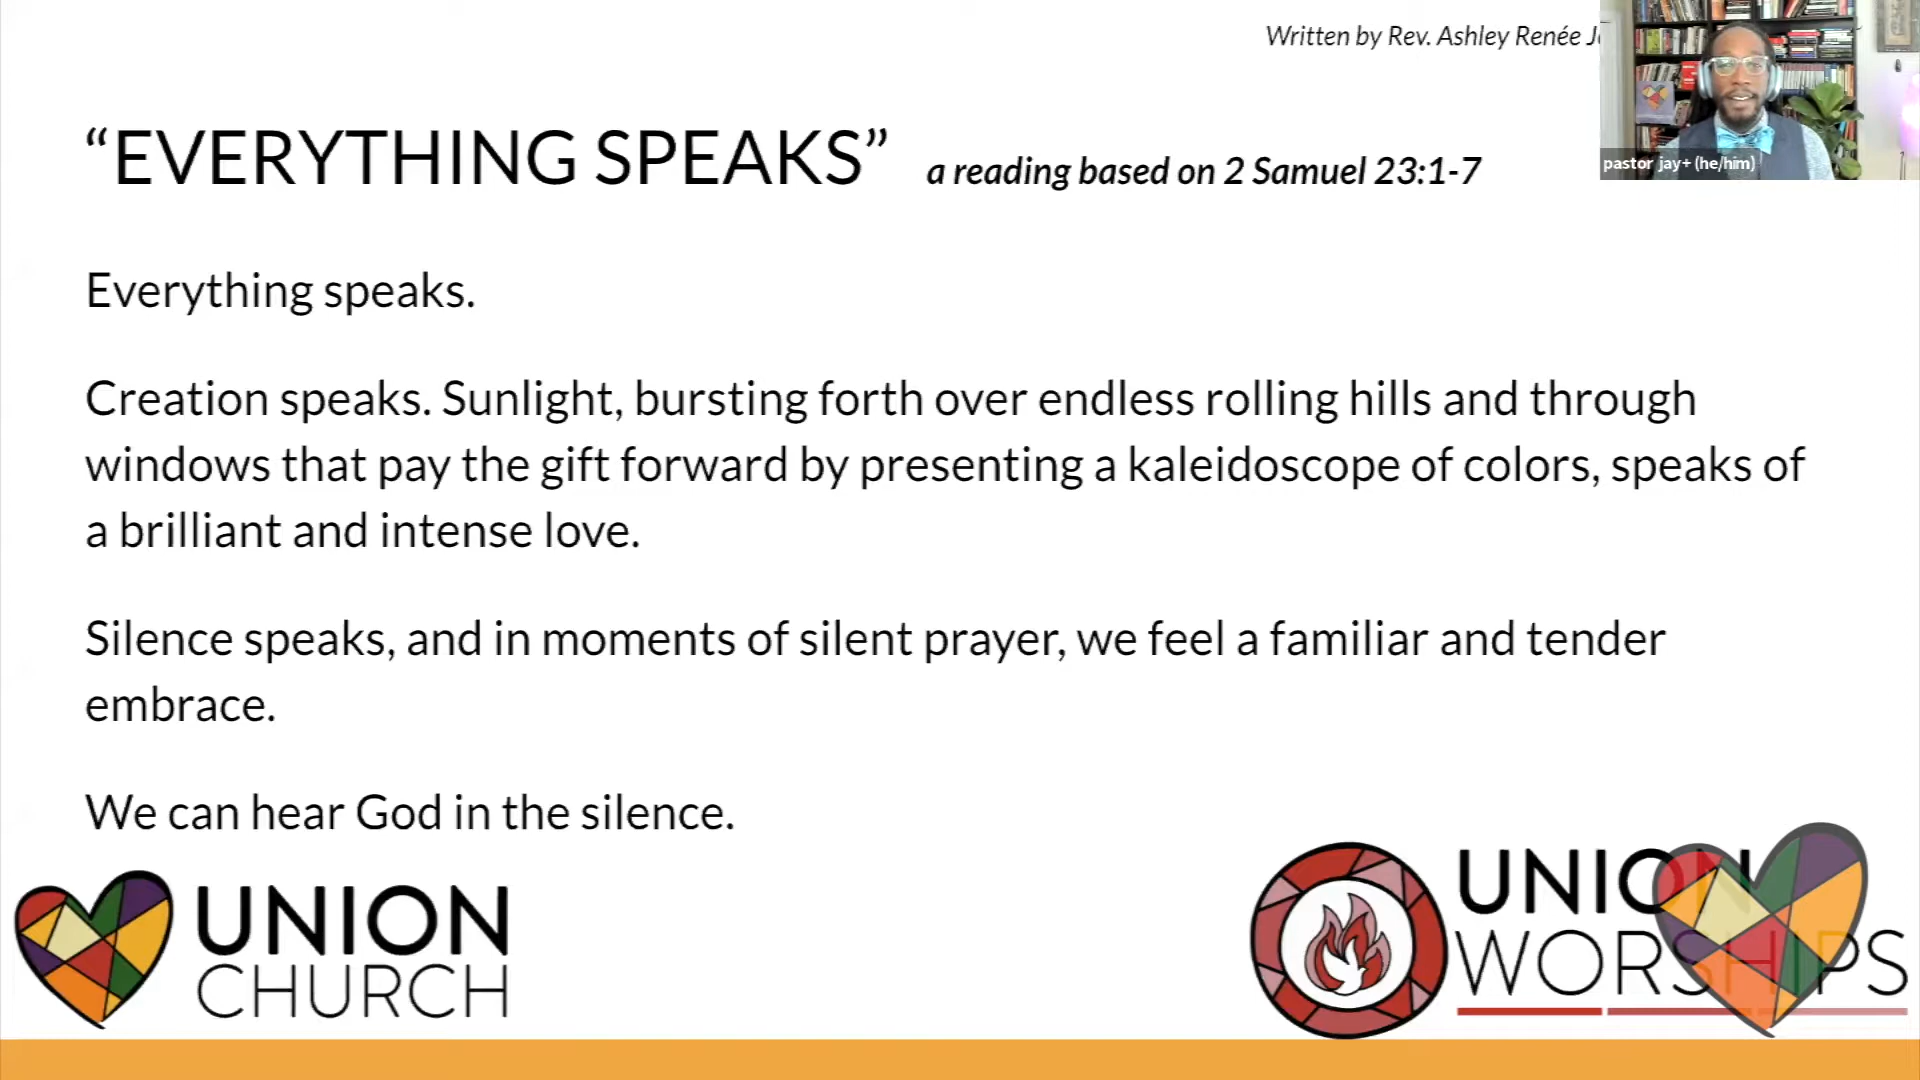 Written by Rev. Ashley Renée
pastor jay+ (he/him)
“EVERYTHING SPEAKS” a reading based on 2 Samuel 23:1-7
Everything speaks.
Creation speaks. Sunlight, bursting forth over endless rolling hills and through
windows that pay the gift forward by presenting a kaleidoscope of colors, speaks of
a brilliant and intense love.
Silence speaks, and in moments of silent prayer, we feel a familiar and tender
embrace.
We can hear God in the silence.
UNION
CHURCH
UNION
WORSHIPS